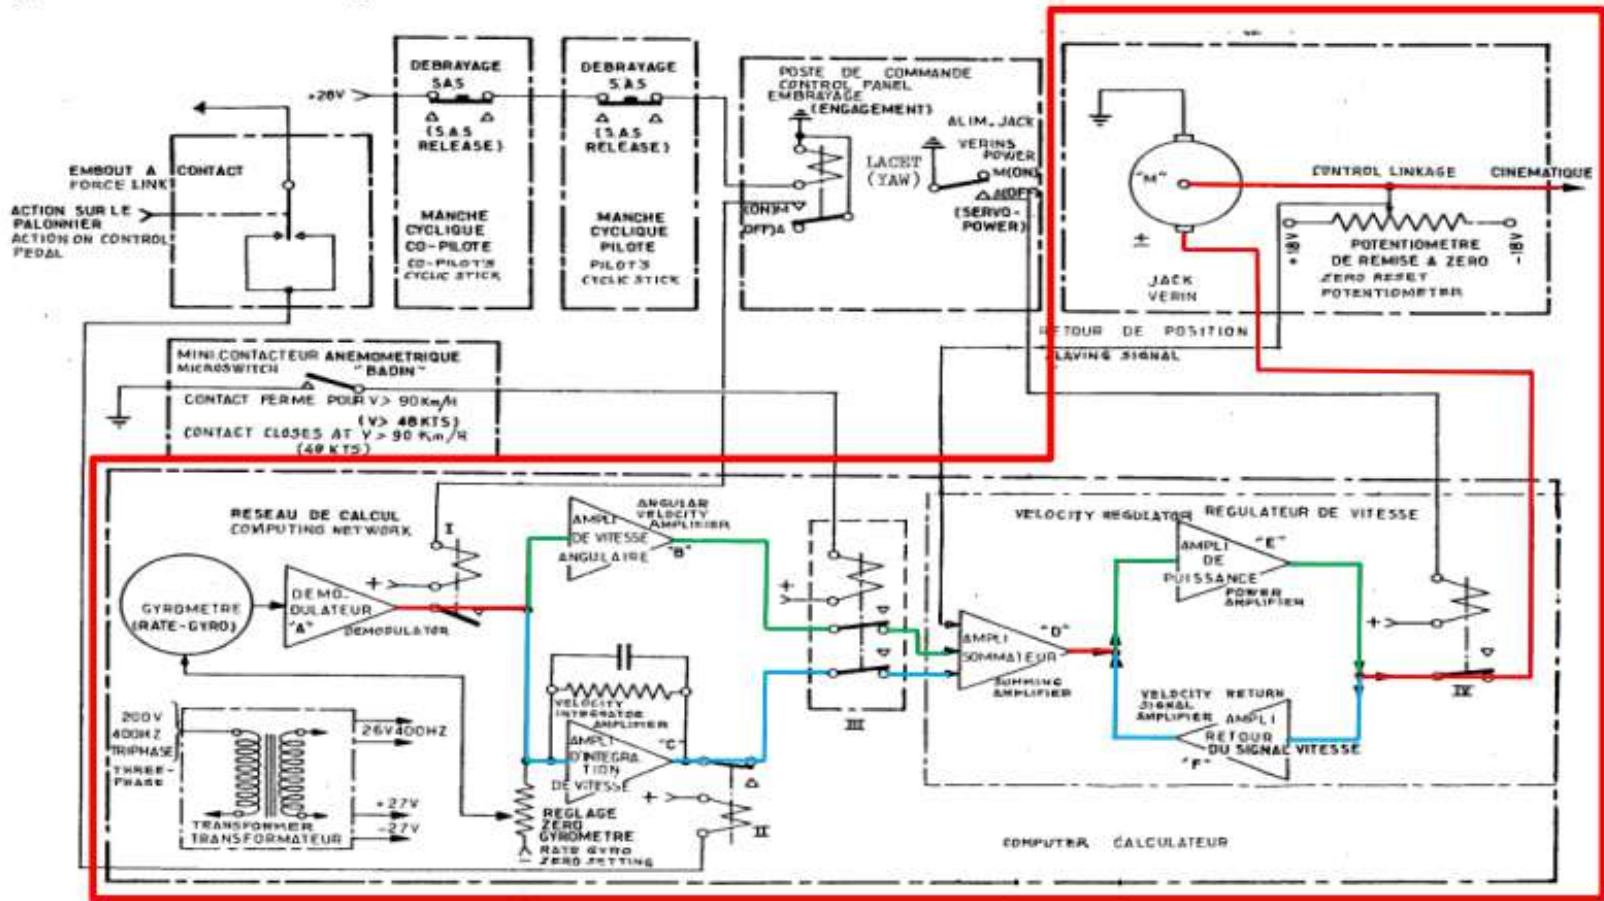 DEBRAYAGE
S.A.S
+28V
(S.A.S
RELEASE)
MANCHE
CYCLIQUE
CO-PILOTE
CO-PILOT'S
CYCLIC STICK
DEBRAYAGE
S.A.S
(S.A.S
RELEASE)
MANCHE
CYCLIQUE
PILOTE
PILOT'S
CYCLIC STICK
POSTE DE COMMANDE
CONTROL PANEL
EMBRAYAGE
(ENGAGEMENT)
ALIM. JACK
VERINS
POWER
LACET
(YAW)
M(ON)
A(OFF)
(SERVO-
POWER)
(ON)M
(OFF)A
EMBOUT A CONTACT
FORCE LINK
ACTION SUR LE
PALONNIER
ACTION ON CONTROL
PEDAL
"M"
±
JACK
VERIN
CONTROL LINKAGE
CINEMATIQUE
+18V
-18V
POTENTIOMETRE
DE REMISE A ZERO
ZERO RESET
POTENTIOMETER
RETOUR DE POSITION
SLAVING SIGNAL
MINI.CONTACTEUR ANEMOMETRIQUE
MICROSWITCH "BADIN"
CONTACT FERME POUR V> 90Km/H
(V> 48KTS)
CONTACT CLOSES AT V> 90 Km/H
(48 KTS)
RESEAU DE CALCUL
COMPUTING NETWORK
I
+
GYROMETRE
(RATE-GYRO)
DEMO-
DULATEUR
"A"
DEMODULATOR
ANGULAR
VELOCITY
AMPLIFIER
AMPLI
DE VITESSE
ANGULAIRE
"B"
VELOCITY
INTEGRATOR
AMPLIFIER
AMPLI
D'INTEGRA
TION
DE VITESSE
"C"
+
II
REGLAGE
ZERO
GYROMETRE
RATE GYRO
ZERO SETTING
200V
400HZ
TRIPHASE
THREE-
PHASE
26V400HZ
+27V
-27V
TRANSFORMER
TRANSFORMATEUR
+
III
VELOCITY REGULATOR REGULATEUR DE VITESSE
AMPLI
SOMMATEUR
"D"
SUMMING
AMPLIFIER
AMPLI
DE
PUISSANCE
"E"
POWER
AMPLIFIER
VELOCITY RETURN
SIGNAL
AMPLIFIER
AMPLI
RETOUR
DU SIGNAL VITESSE
"F"
+
IV
COMPUTER CALCULATEUR